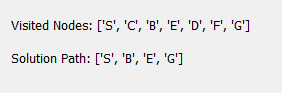 Visited Nodes: ['S', 'C', 'B', 'E', 'D', 'F', 'G']
Solution Path: ['S', 'B', 'E', 'G']